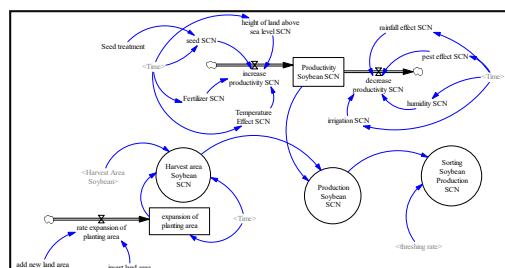 height of land above
sea level SCN
rainfall effect SCN
seed SCN
Seed treatment
pest effect SCN
<Time>
increase
productivity SCN
Productivity
Soybean SCN
decrease
productivity SCN
<Time>
Fertilizer SCN
humidity SCN
Temperature
Effect SCN
irrigation SCN
<Harvest Area
Soybean>
Harvest area
Soybean
SCN
Production
Soybean
SCN
Sorting
Soybean
Production
SCN
expansion of
planting area
<Time>
rate expansion of
planting area
<threshing rate>
add new land area